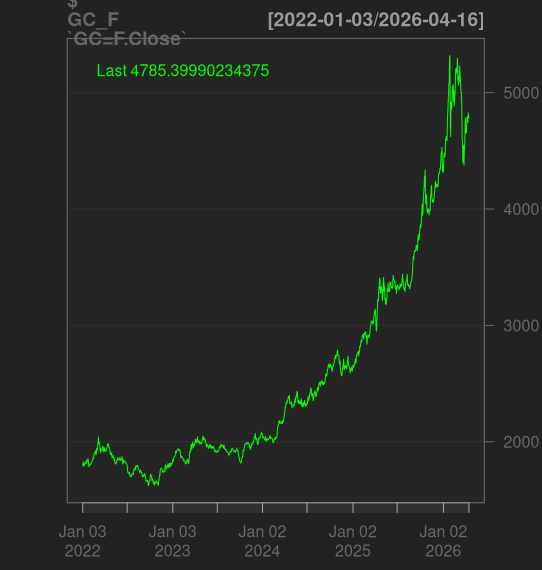 $
GC_F
[2022-01-03/2026-04-16]
`GC=F.Close`
Last 4785.39990234375
5000
4000
3000
2000
Jan 03 Jan 03 Jan 02 Jan 02 Jan 02
2022 2023 2024 2025 2026